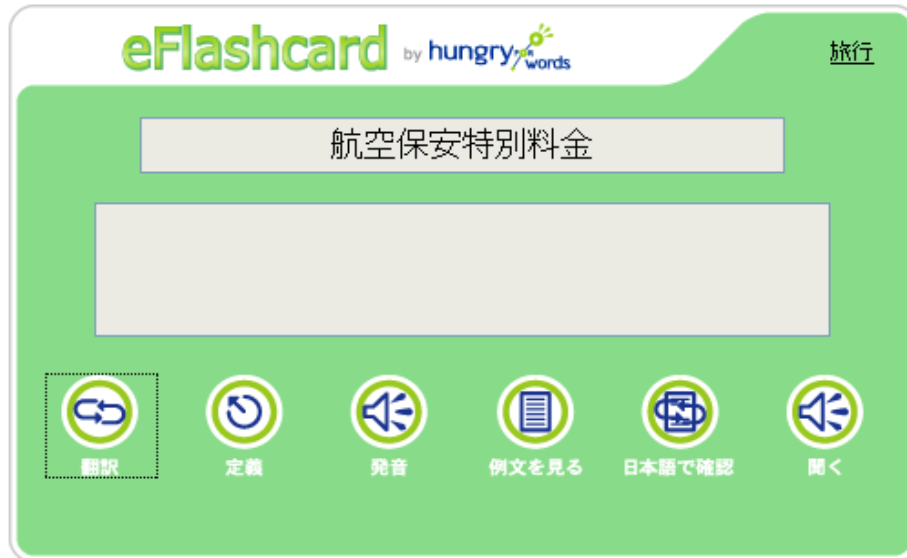 eFlashcard by hungry for words
旅行
航空保安特別料金
翻訳 定義 発音 例文を見る 日本語で確認 聞く